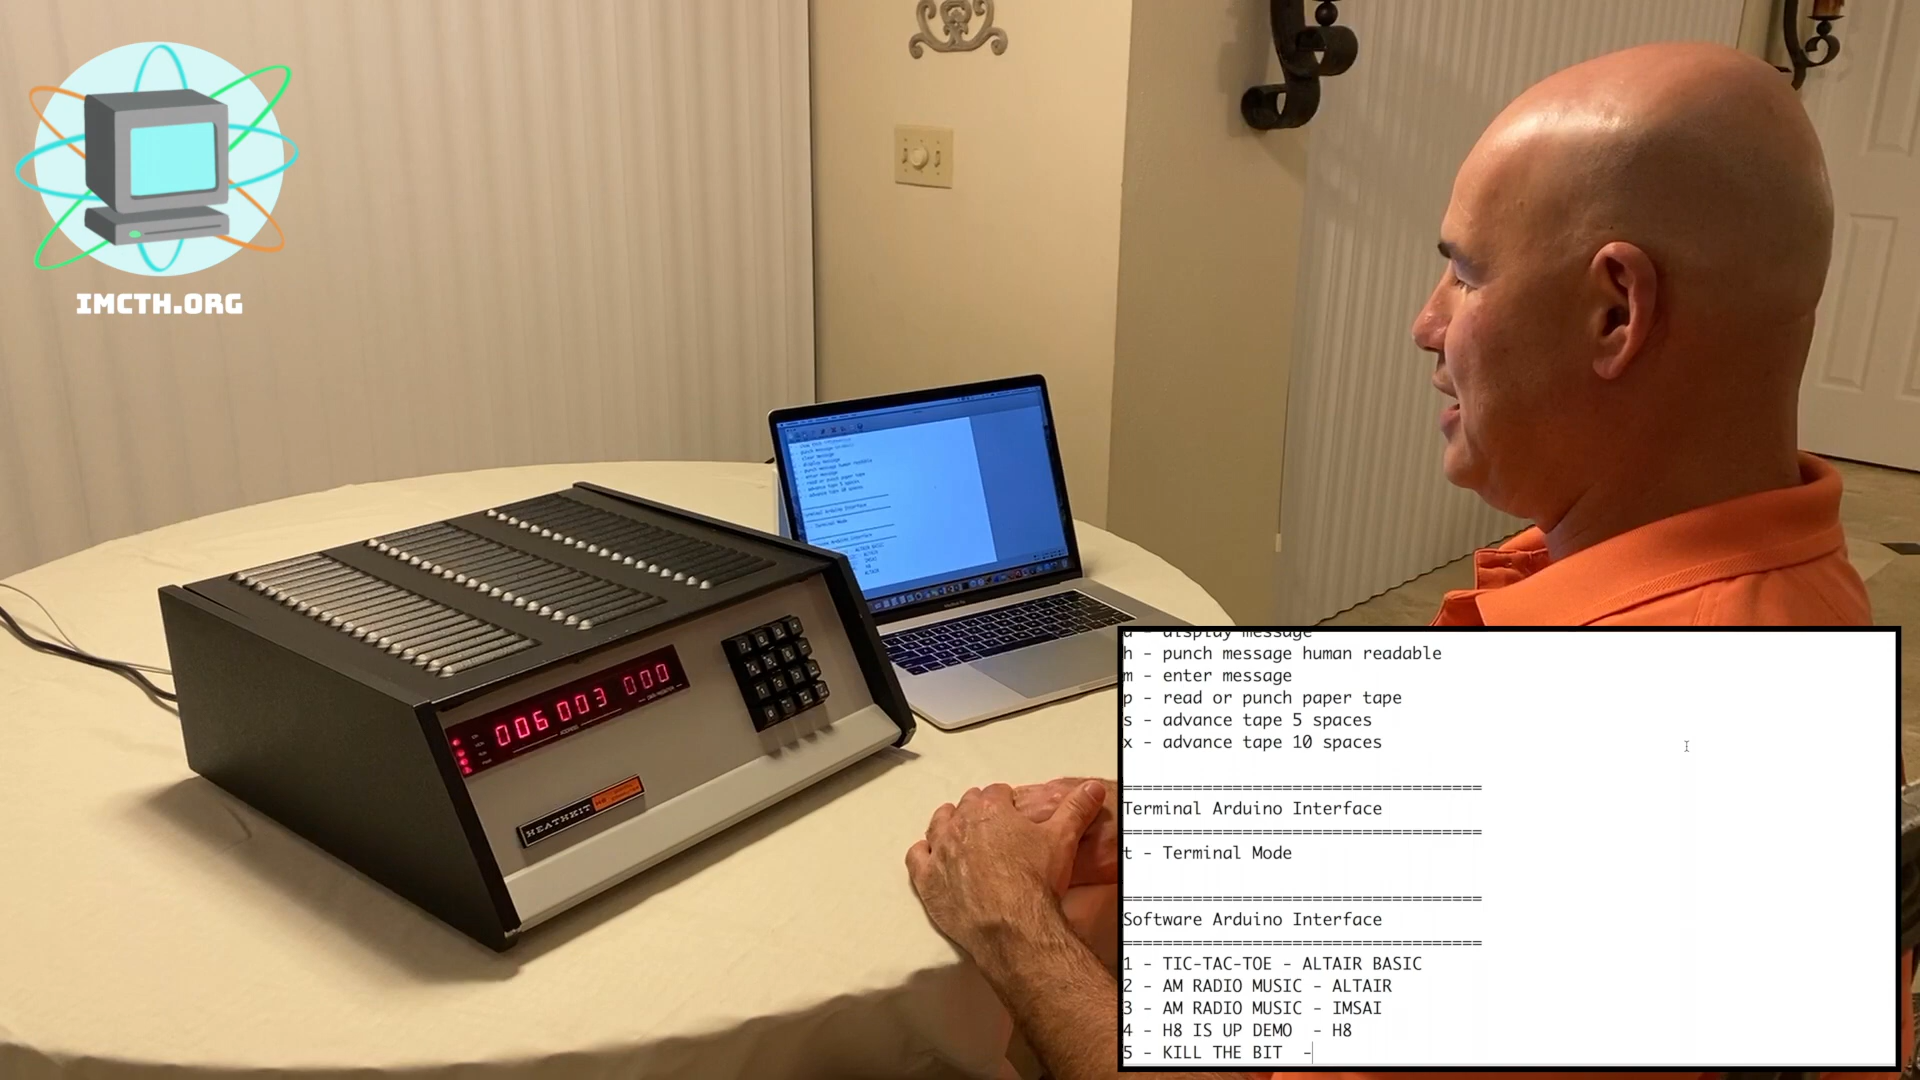 IMCTH.ORG
006 003 000
HEATHKIT H8
d - display message
h - punch message human readable
m - enter message
p - read or punch paper tape
s - advance tape 5 spaces
x - advance tape 10 spaces
====================================
Terminal Arduino Interface
====================================
t - Terminal Mode
====================================
Software Arduino Interface
====================================
1 - TIC-TAC-TOE - ALTAIR BASIC
2 - AM RADIO MUSIC - ALTAIR
3 - AM RADIO MUSIC - IMSAI
4 - H8 IS UP DEMO  - H8
5 - KILL THE BIT  -